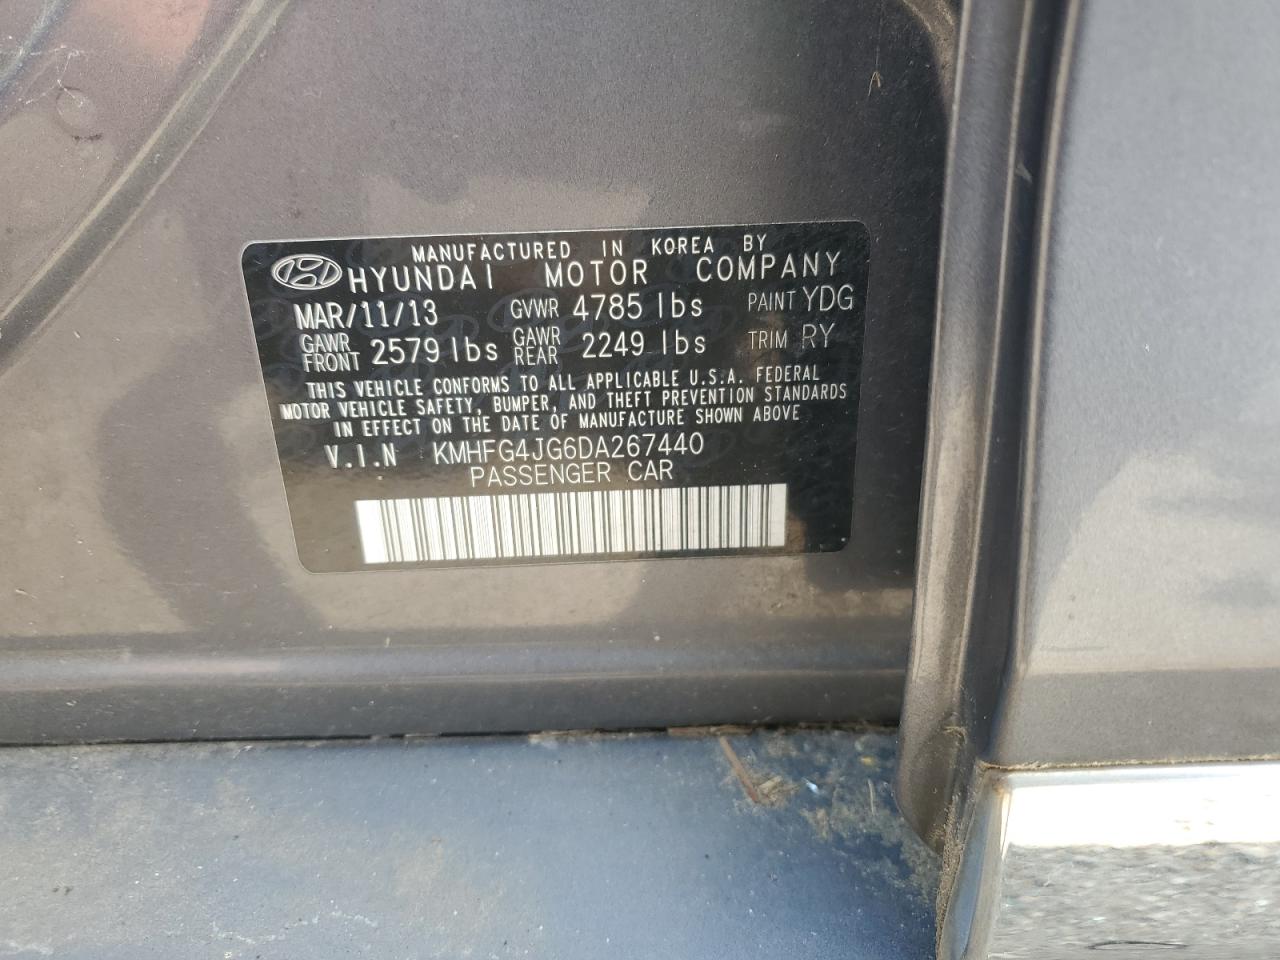 MANUFACTURED IN KOREA BY
HYUNDAI MOTOR COMPANY
MAR/11/13 GVWR 4785 lbs PAINT YDG
GAWR FRONT 2579 lbs GAWR REAR 2249 lbs TRIM RY
THIS VEHICLE CONFORMS TO ALL APPLICABLE U.S.A. FEDERAL
MOTOR VEHICLE SAFETY, BUMPER, AND THEFT PREVENTION STANDARDS
IN EFFECT ON THE DATE OF MANUFACTURE SHOWN ABOVE
V.I.N KMHFG4JG6DA267440
PASSENGER CAR